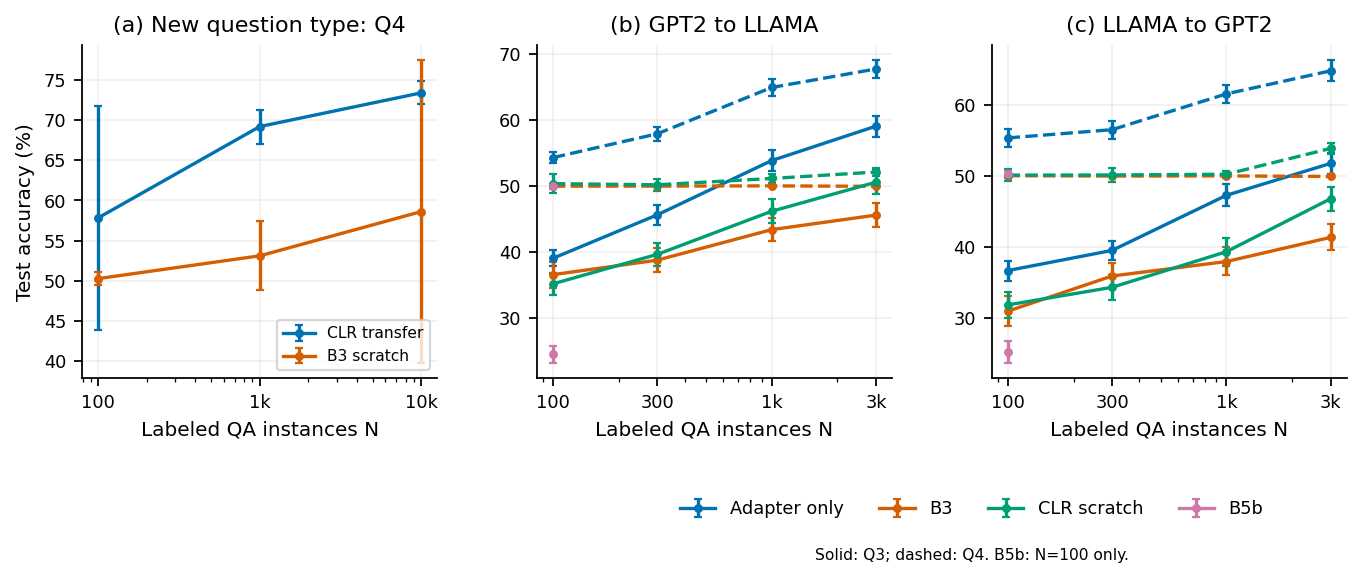 (a) New question type: Q4
Test accuracy (%)
75
70
65
60
55
50
45
40
CLR transfer
B3 scratch
100
1k
10k
Labeled QA instances N
(b) GPT2 to LLAMA
70
60
50
40
30
100
300
1k
3k
Labeled QA instances N
(c) LLAMA to GPT2
60
50
40
30
100
300
1k
3k
Labeled QA instances N
Adapter only
B3
CLR scratch
B5b
Solid: Q3; dashed: Q4. B5b: N=100 only.